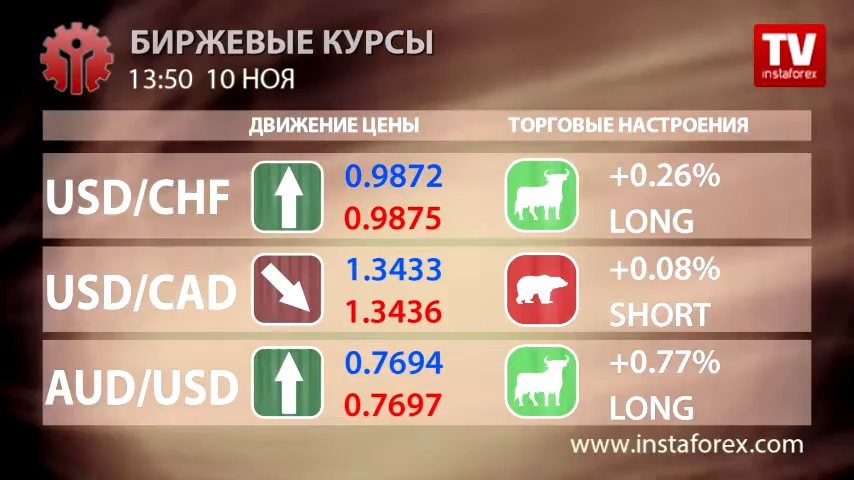 БИРЖЕВЫЕ КУРСЫ
13:50 10 НОЯ
TV
instaforex
ДВИЖЕНИЕ ЦЕНЫ ТОРГОВЫЕ НАСТРОЕНИЯ
USD/CHF
0.9872
0.9875
+0.26%
LONG
USD/CAD
1.3433
1.3436
+0.08%
SHORT
AUD/USD
0.7694
0.7697
+0.77%
LONG
www.instaforex.com